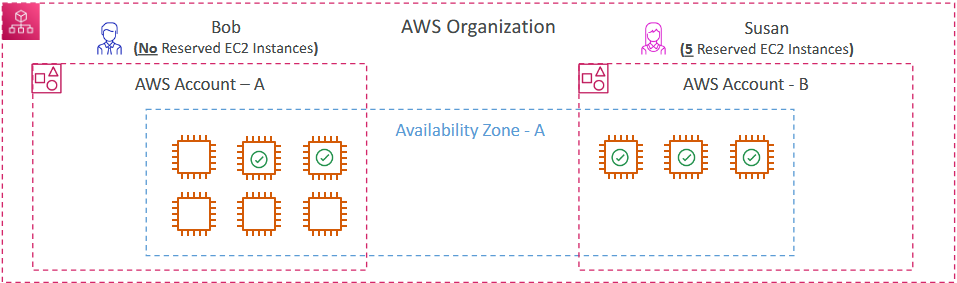 AWS Organization
Bob
(No Reserved EC2 Instances)
Susan
(5 Reserved EC2 Instances)
AWS Account – A
AWS Account - B
Availability Zone - A